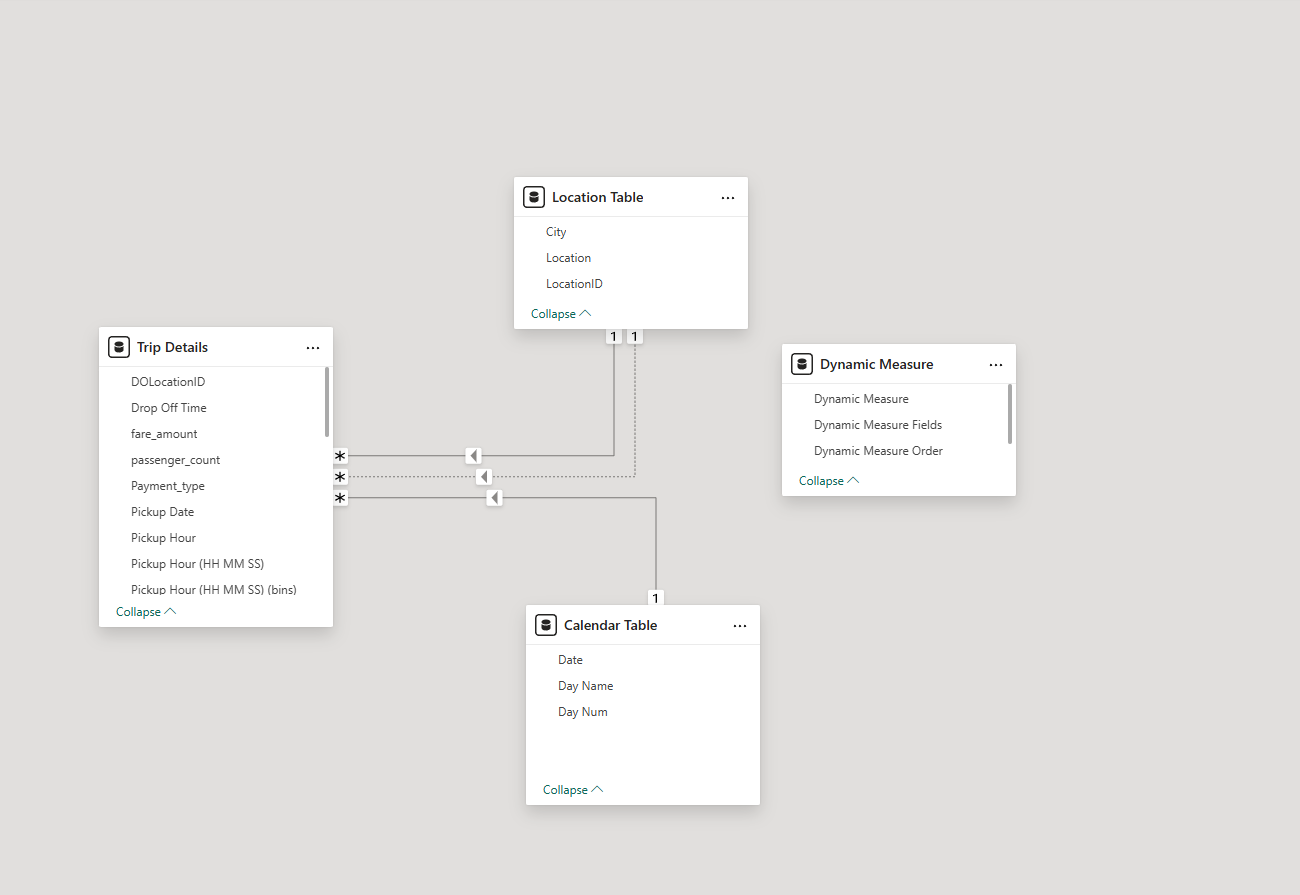 Location Table
City
Location
LocationID
Collapse
1 1
Trip Details
DOLocationID
Drop Off Time
fare_amount
passenger_count
Payment_type
Pickup Date
Pickup Hour
Pickup Hour (HH MM SS)
Pickup Hour (HH MM SS) (bins)
Collapse
*
*
*
Dynamic Measure
Dynamic Measure
Dynamic Measure Fields
Dynamic Measure Order
Collapse
1
Calendar Table
Date
Day Name
Day Num
Collapse